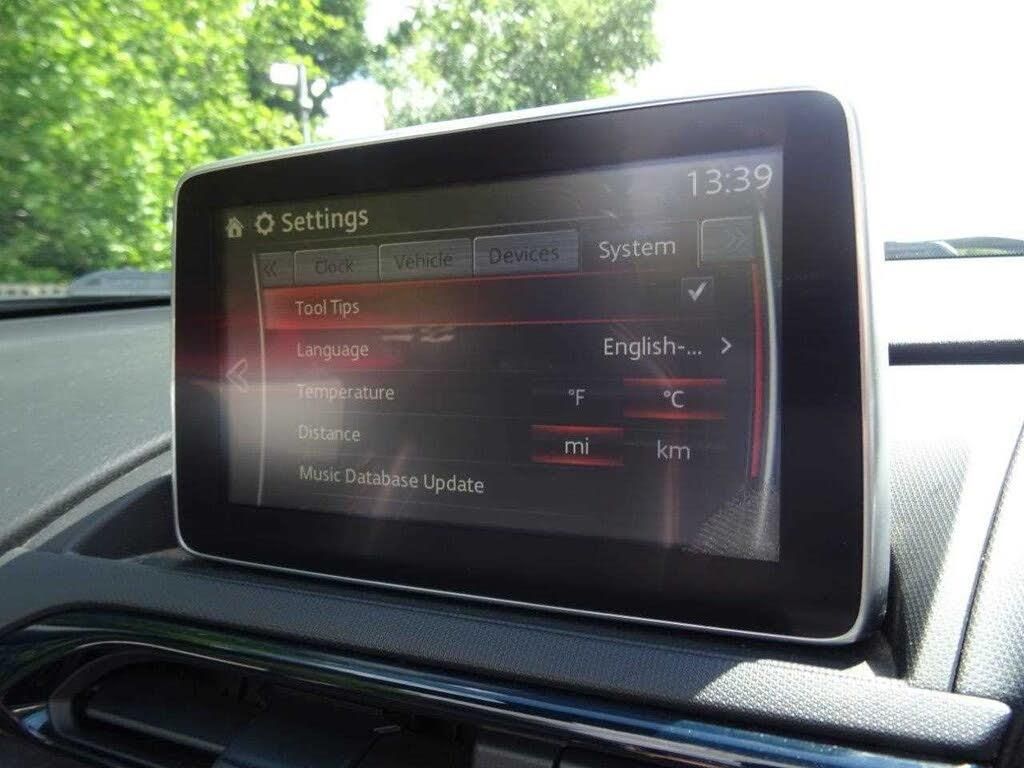 13:39
Settings
« Clock Vehicle Devices System »
Tool Tips ✓
Language English-... >
Temperature °F °C
Distance mi km
Music Database Update